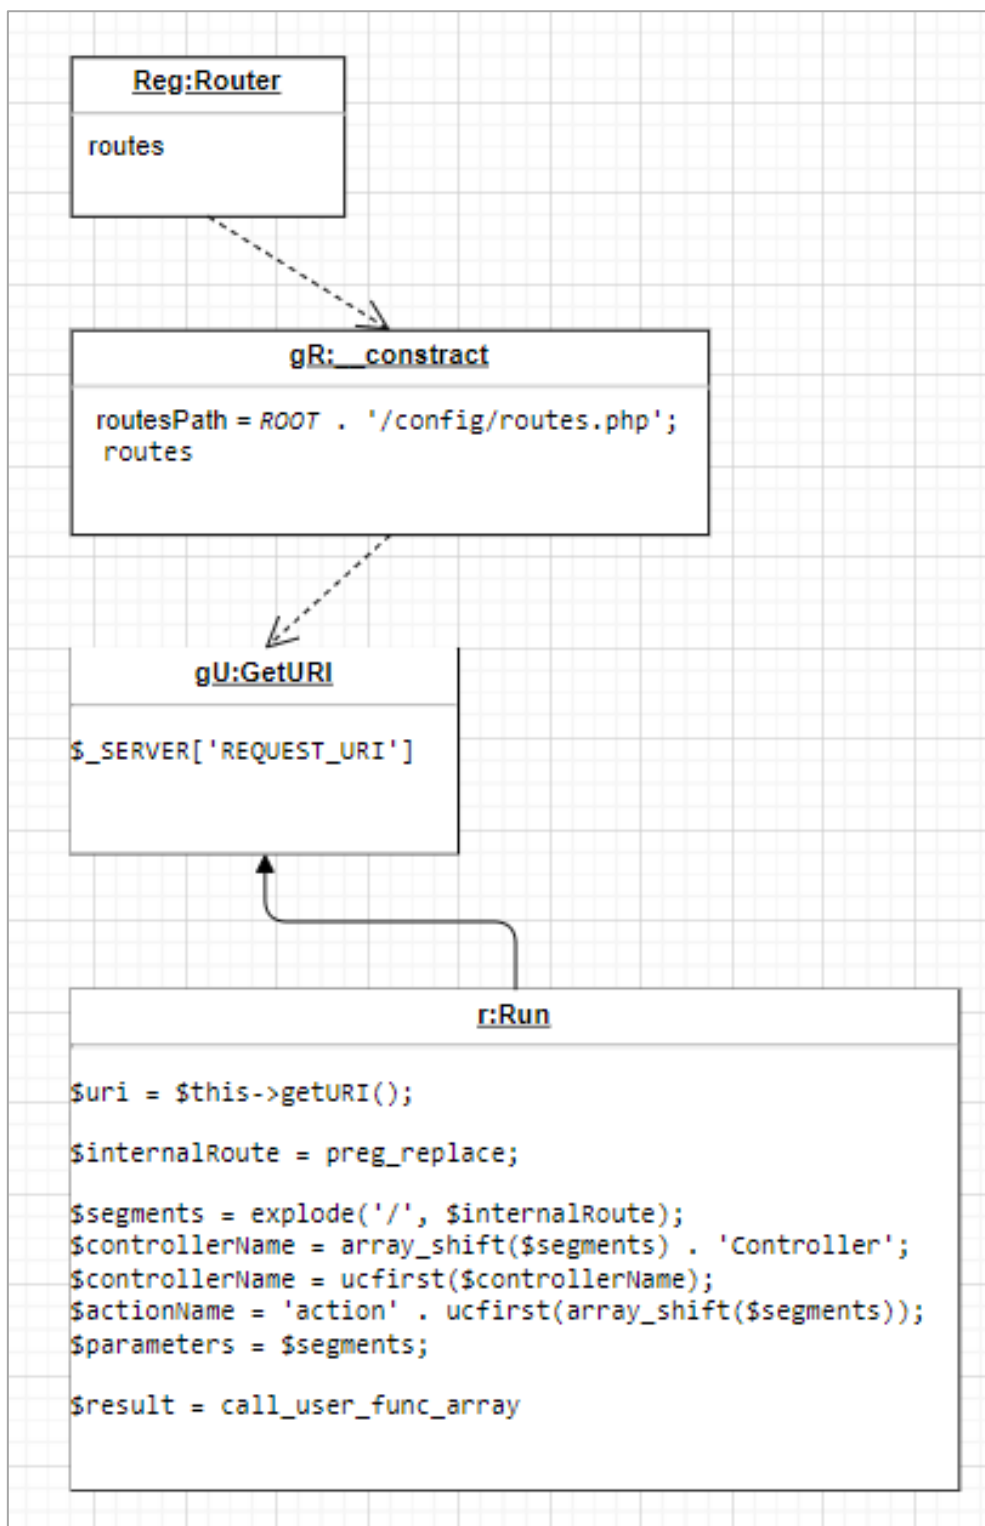 Reg:Router
routes
gR:__constract
routesPath = ROOT . '/config/routes.php';
routes
gU:GetURI
$_SERVER['REQUEST_URI']
r:Run
$uri = $this->getURI();
$internalRoute = preg_replace;
$segments = explode('/', $internalRoute);
$controllerName = array_shift($segments) . 'Controller';
$controllerName = ucfirst($controllerName);
$actionName = 'action' . ucfirst(array_shift($segments));
$parameters = $segments;
$result = call_user_func_array